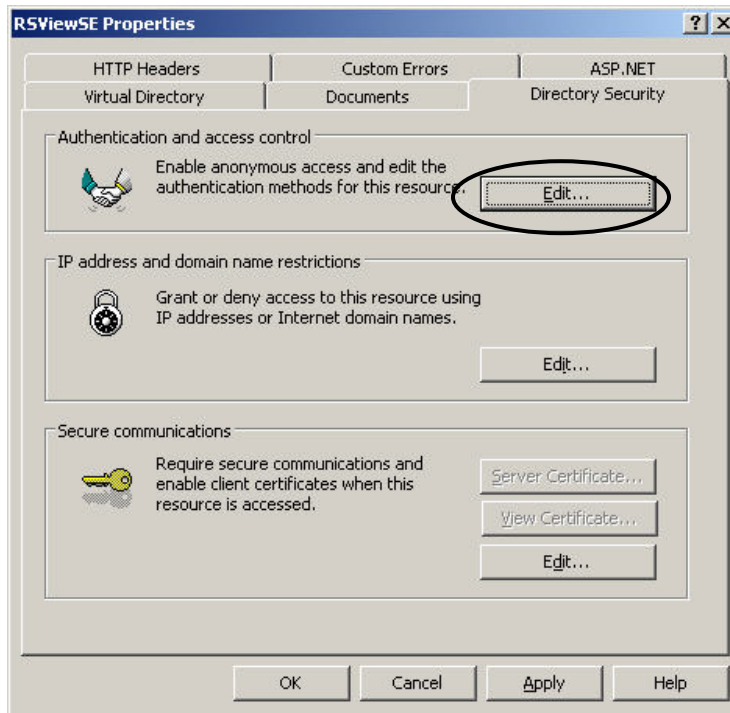 RSViewSE Properties
? X
HTTP Headers Custom Errors ASP.NET
Virtual Directory Documents Directory Security
Authentication and access control
Enable anonymous access and edit the
authentication methods for this resource.
Edit...
IP address and domain name restrictions
Grant or deny access to this resource using
IP addresses or Internet domain names.
Edit...
Secure communications
Require secure communications and
enable client certificates when this
resource is accessed.
Server Certificate...
View Certificate...
Edit...
OK Cancel Apply Help